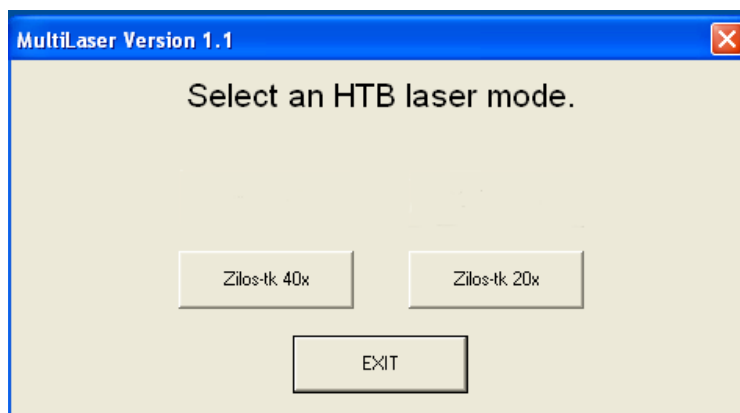 MultiLaser Version 1.1
Select an HTB laser mode.
Zilos-tk 40x Zilos-tk 20x
EXIT